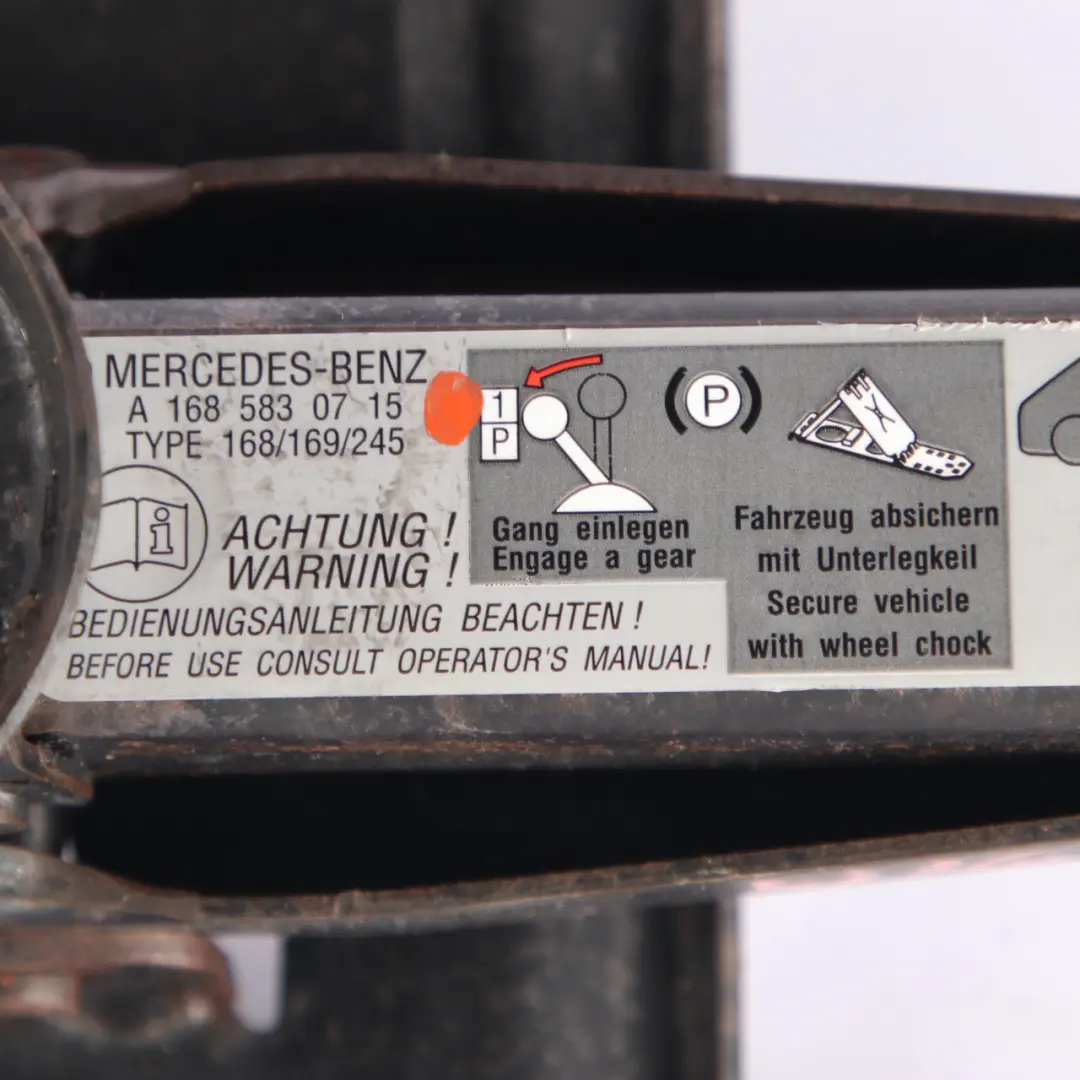 MERCEDES-BENZ
A 168 583 07 15
TYPE 168/169/245
i
ACHTUNG !
WARNING !
BEDIENUNGSANLEITUNG BEACHTEN !
BEFORE USE CONSULT OPERATOR'S MANUAL!
1
P
Gang einlegen
Engage a gear
(P)
Fahrzeug absichern
mit Unterlegkeil
Secure vehicle
with wheel chock